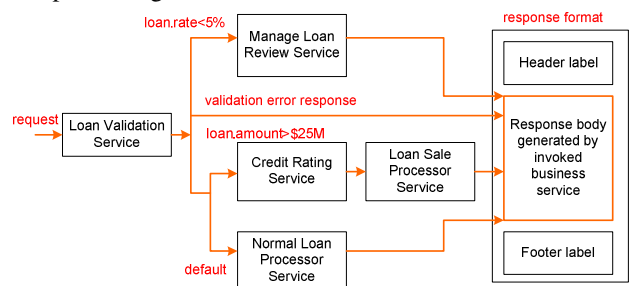 loan.rate<5%
response format
Manage Loan
Review Service
Header label
validation error response
request
Loan Validation
Service
loan.amount>$25M
Response body
generated by
invoked
business
service
Credit Rating
Service
Loan Sale
Processor
Service
Normal Loan
Processor
Service
default
Footer label